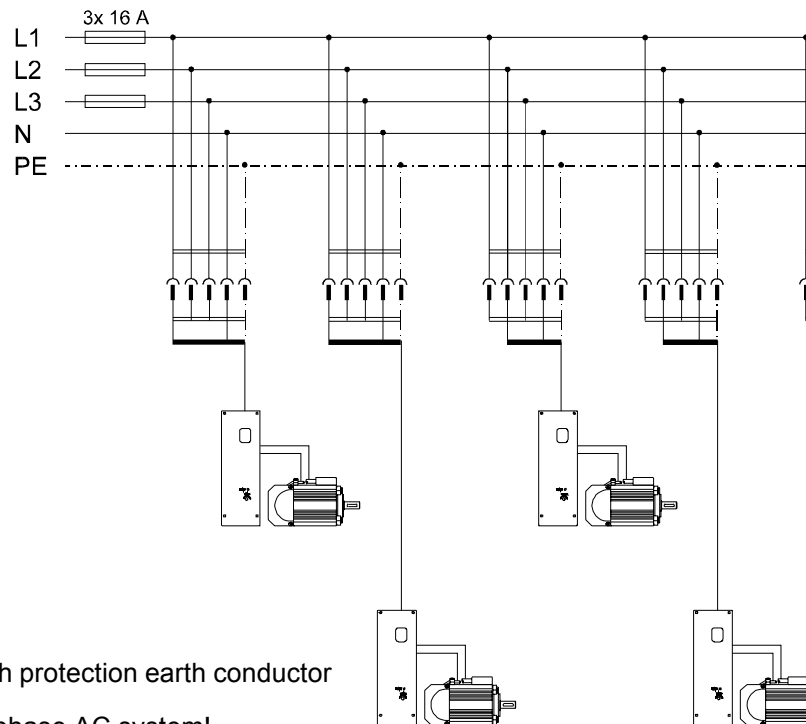 3x 16 A
L1
L2
L3
N
PE
h protection earth conductor
phase AC system!